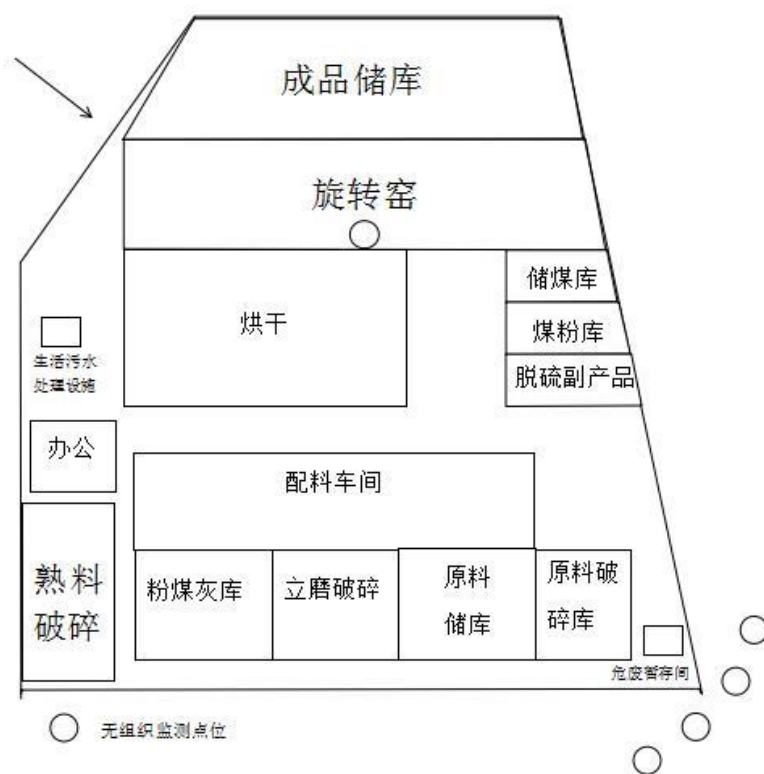 成品储库
旋转窑
储煤库
烘干
煤粉库
生活污水
处理设施
脱硫副产品
办公
配料车间
熟料
破碎
粉煤灰库
立磨破碎
原料
储库
原料破
碎库
危废暂存间
无组织监测点位